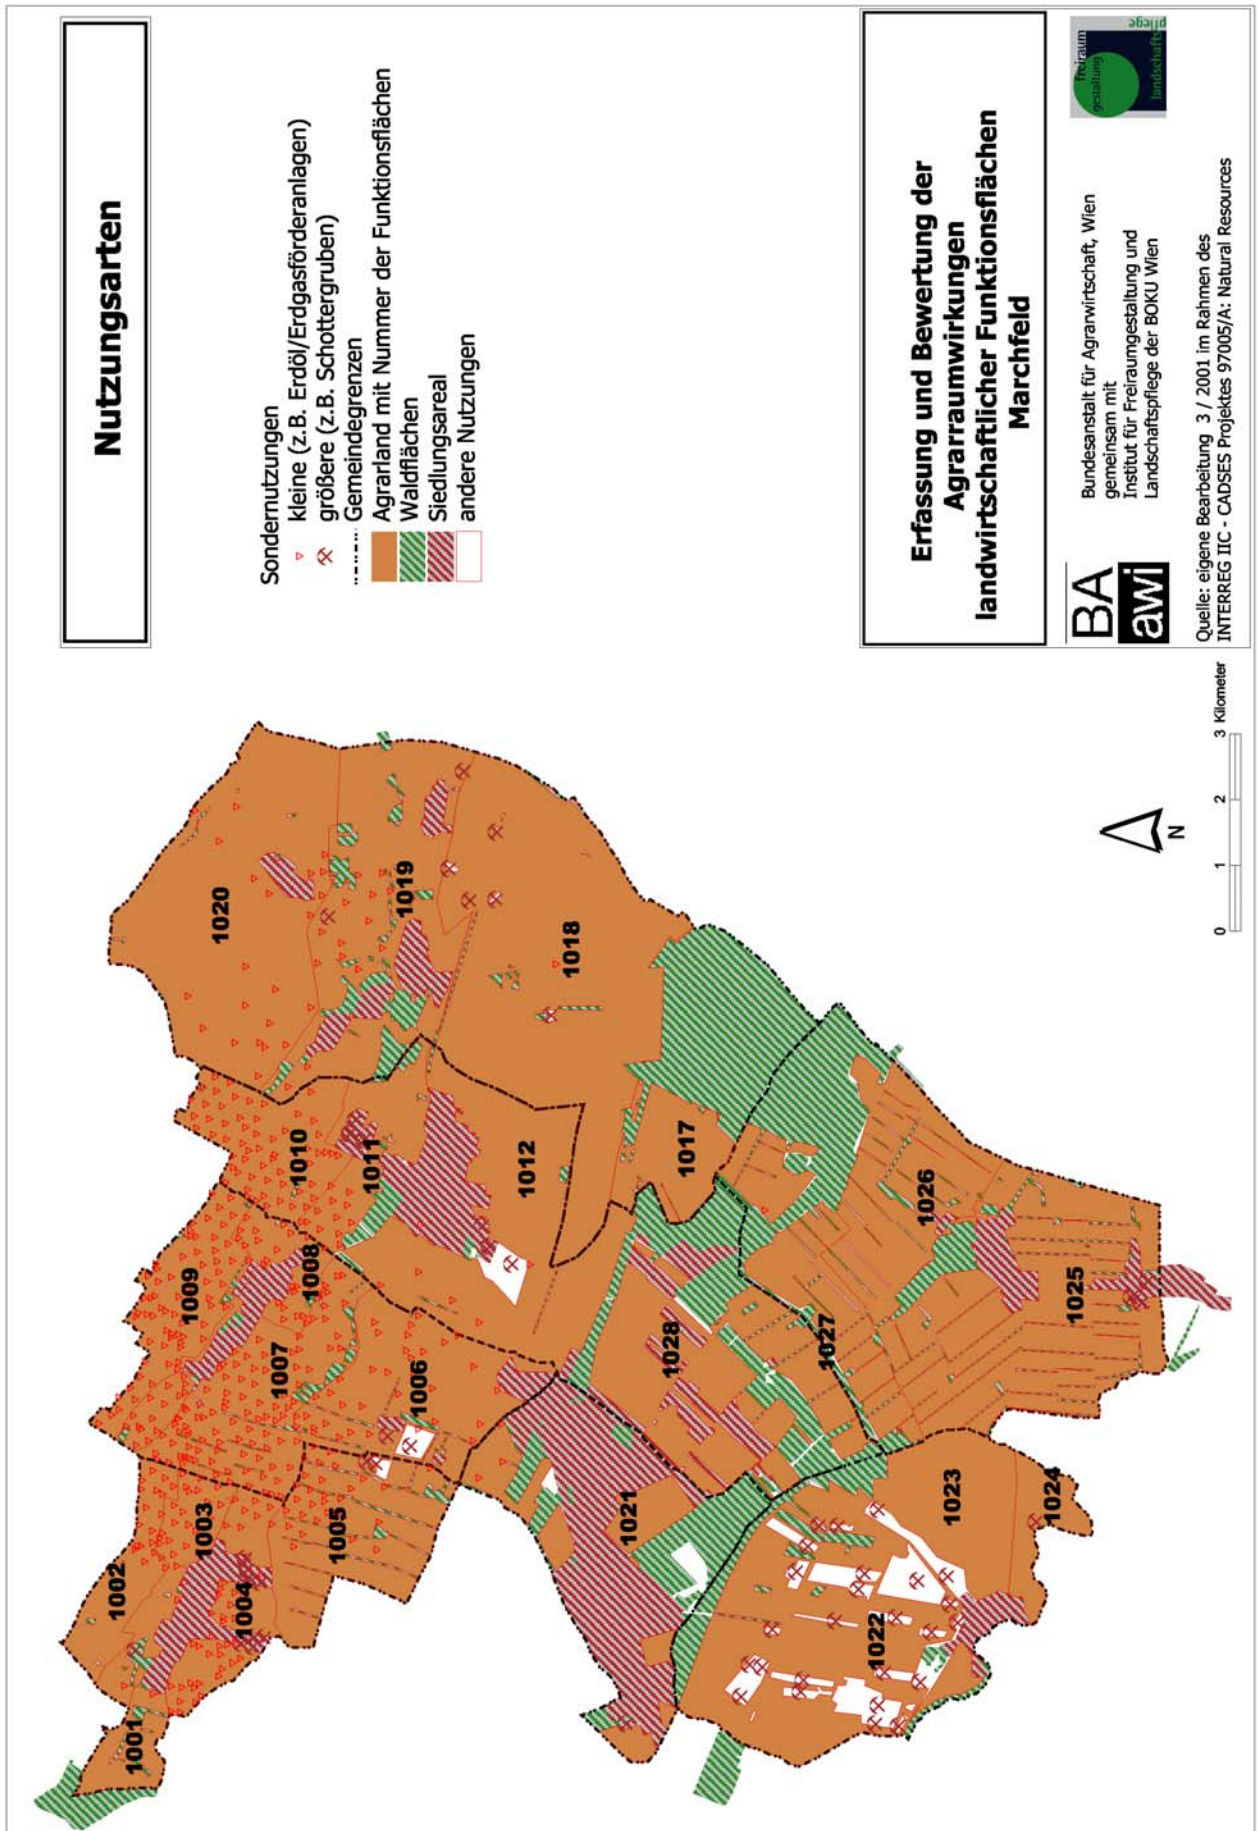 Nutzungsarten
Sondernutzungen
kleine (z.B. Erdöl/Erdgasförderanlagen)
größere (z.B. Schottergruben)
Gemeindegrenzen
Agrarland mit Nummer der Funktionsflächen
Waldflächen
Siedlungsareal
andere Nutzungen
1001
1002
1003
1004
1005
1006
1007
1008
1009
1010
1011
1012
1017
1018
1019
1020
1021
1022
1023
1024
1025
1026
1027
1028
N
0 1 2 3 Kilometer
Erfassung und Bewertung der
Agrarraumwirkungen
landwirtschaftlicher Funktionsflächen
Marchfeld
BA
awi
Bundesanstalt für Agrarwirtschaft, Wien
gemeinsam mit
Institut für Freiraumgestaltung und
Landschaftspflege der BOKU Wien
freiraum
gestaltung
landschafts
pflege
Quelle: eigene Bearbeitung 3 / 2001 im Rahmen des
INTERREG IIC - CADSES Projektes 97005/A: Natural Resources